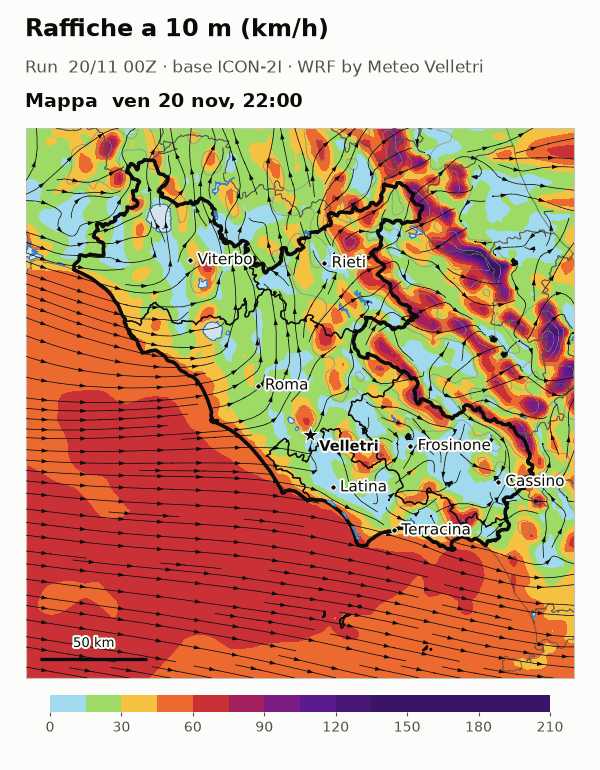 Raffiche a 10 m (km/h)
Run  20/11 00Z · base ICON-2I · WRF by Meteo Velletri
Mappa  ven 20 nov, 22:00
Viterbo
Rieti
Roma
Velletri
Frosinone
Latina
Cassino
Terracina
50 km
0 30 60 90 120 150 180 210